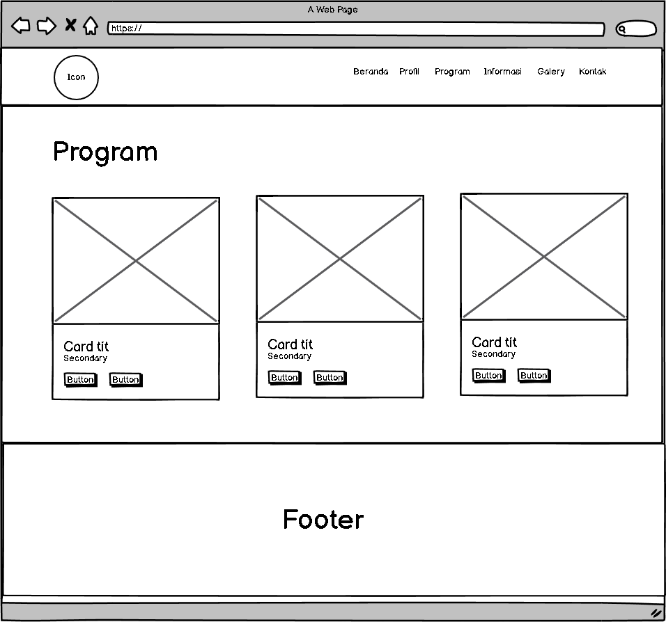 A Web Page
https://
Icon
Beranda Profil Program Informasi Galery Kontak
Program
Card tit
Secondary
Button Button
Card tit
Secondary
Button Button
Card tit
Secondary
Button Button
Footer